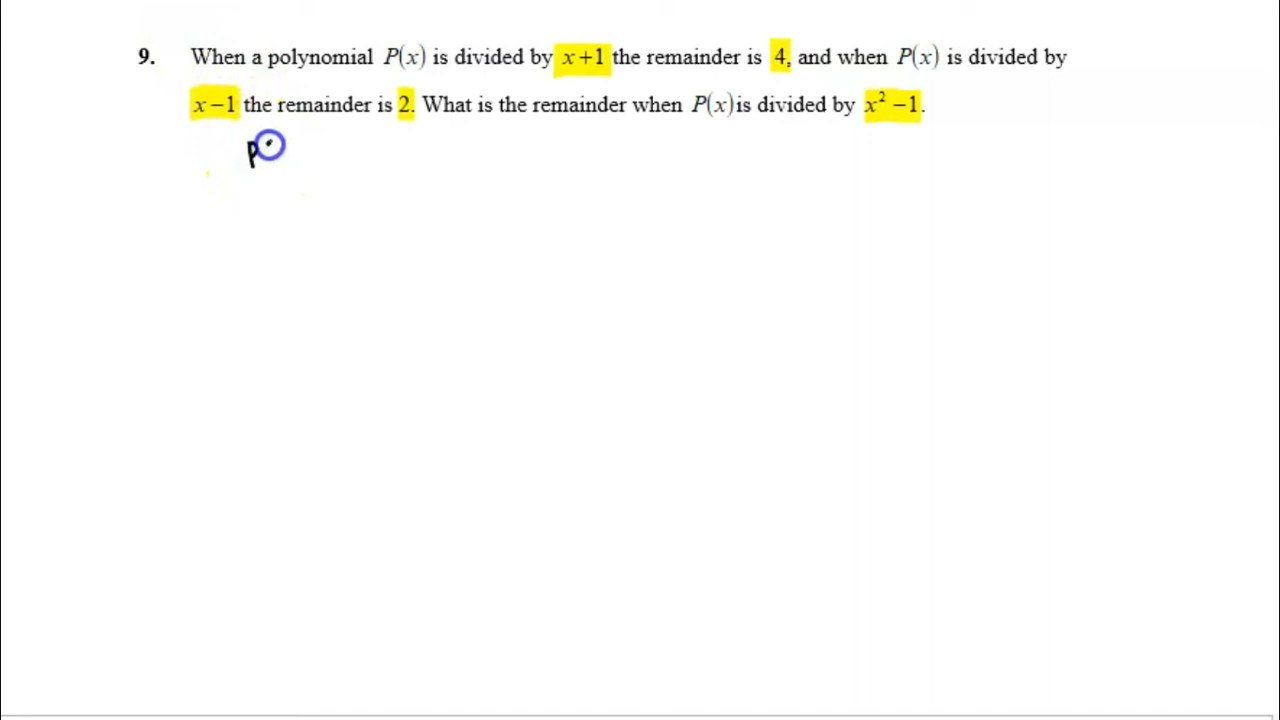 9. When a polynomial P(x) is divided by x+1 the remainder is 4, and when P(x) is divided by
x−1 the remainder is 2. What is the remainder when P(x) is divided by x² −1.
P